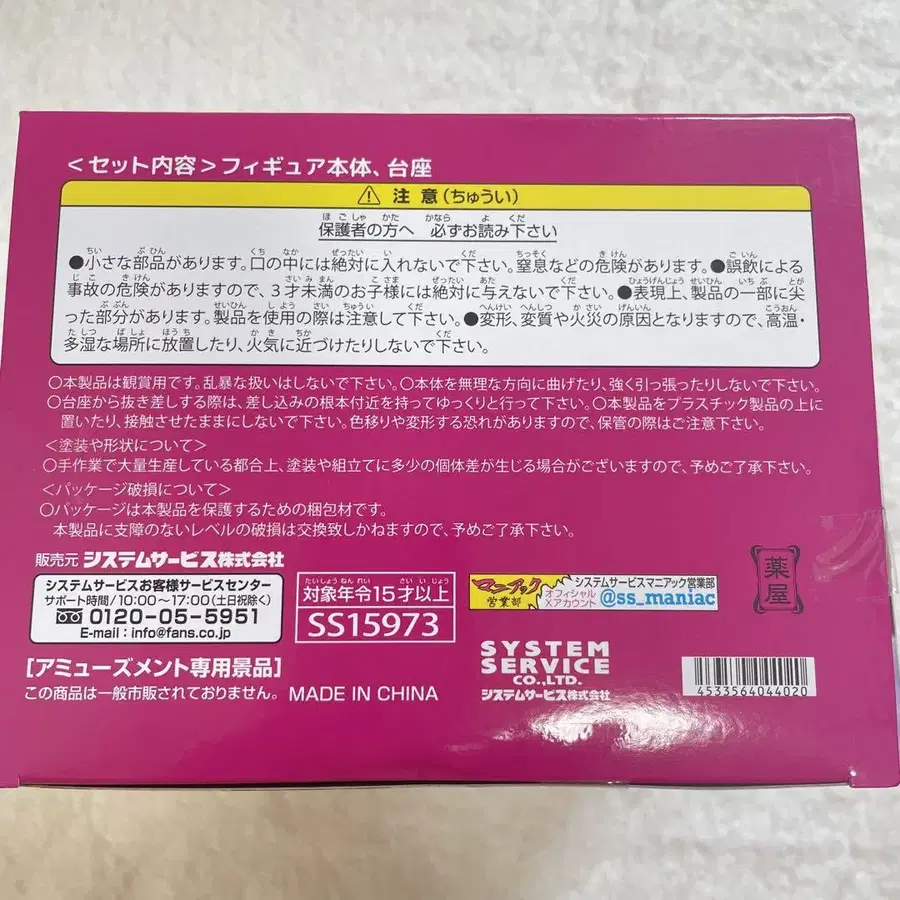 ＜セット内容＞フィギュア本体、台座
⚠ 注意（ちゅうい）
保護者の方へ 必ずお読み下さい
●小さな部品があります。口の中には絶対に入れないで下さい。窒息などの危険があります。●誤飲による
事故の危険がありますので、3才未満のお子様には絶対に与えないで下さい。●表現上、製品の一部に尖
った部分があります。製品を使用の際は注意して下さい。●変形、変質や火災の原因となりますので、高温・
多湿な場所に放置したり、火気に近づけたりしないで下さい。
○本製品は観賞用です。乱暴な扱いはしないで下さい。○本体を無理な方向に曲げたり、強く引っ張ったりしないで下さい。
○台座から抜き差しする際は、差し込みの根本付近を持ってゆっくりと行って下さい。○本製品をプラスチック製品の上に
置いたり、接触させたままにしないで下さい。色移りや変形する恐れがありますので、保管の際はご注意下さい。
＜塗装や形状について＞
○手作業で大量生産している都合上、塗装や組立てに多少の個体差が生じる場合がございますので、予めご了承下さい。
＜パッケージ破損について＞
○パッケージは本製品を保護するための梱包材です。
本製品に支障のないレベルの破損は交換致しかねますので、予めご了承下さい。
販売元 システムサービス株式会社
システムサービスお客様サービスセンター
サポート時間／10:00～17:00（土日祝除く）
0120-05-5951
E-mail：info@fans.co.jp
［アミューズメント専用景品］
この商品は一般市販されておりません。
MADE IN CHINA
たいしょうねんれい さいいじょう
対象年令15才以上
SS15973
マニアック
営業部
システムサービスマニアック営業部
オフィシャル
Xアカウント
@ss_maniac
SYSTEM
SERVICE
CO.,LTD.
システムサービス株式会社
薬屋
4533564044020